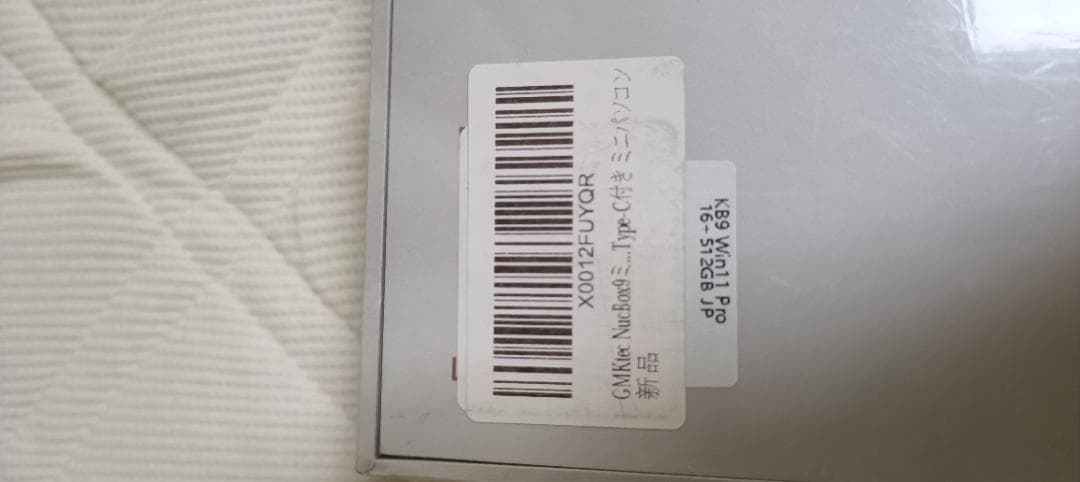 X0012FUYQR
GMKtec NucBox9ミ...Type-C付き ミニパソコン
新品
KB9 Win11 Pro
16+512GB JP